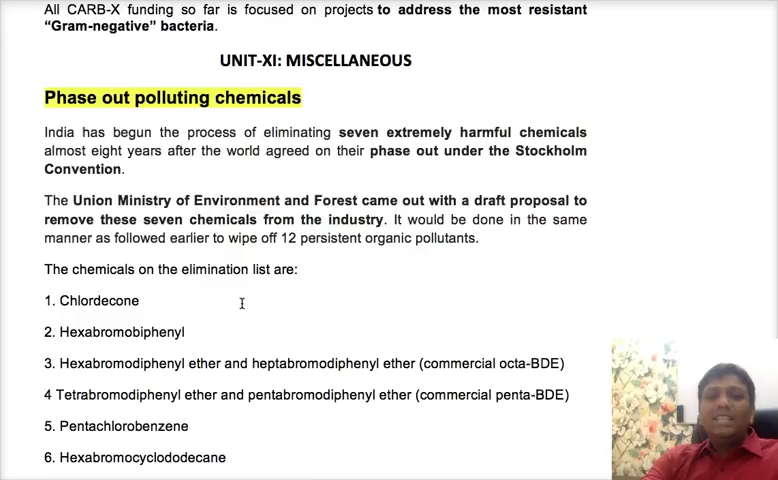 All CARB-X funding so far is focused on projects to address the most resistant
“Gram-negative” bacteria.
UNIT-XI: MISCELLANEOUS
Phase out polluting chemicals
India has begun the process of eliminating seven extremely harmful chemicals
almost eight years after the world agreed on their phase out under the Stockholm
Convention.
The Union Ministry of Environment and Forest came out with a draft proposal to
remove these seven chemicals from the industry. It would be done in the same
manner as followed earlier to wipe off 12 persistent organic pollutants.
The chemicals on the elimination list are:
1. Chlordecone
2. Hexabromobiphenyl
3. Hexabromodiphenyl ether and heptabromodiphenyl ether (commercial octa-BDE)
4 Tetrabromodiphenyl ether and pentabromodiphenyl ether (commercial penta-BDE)
5. Pentachlorobenzene
6. Hexabromocyclododecane